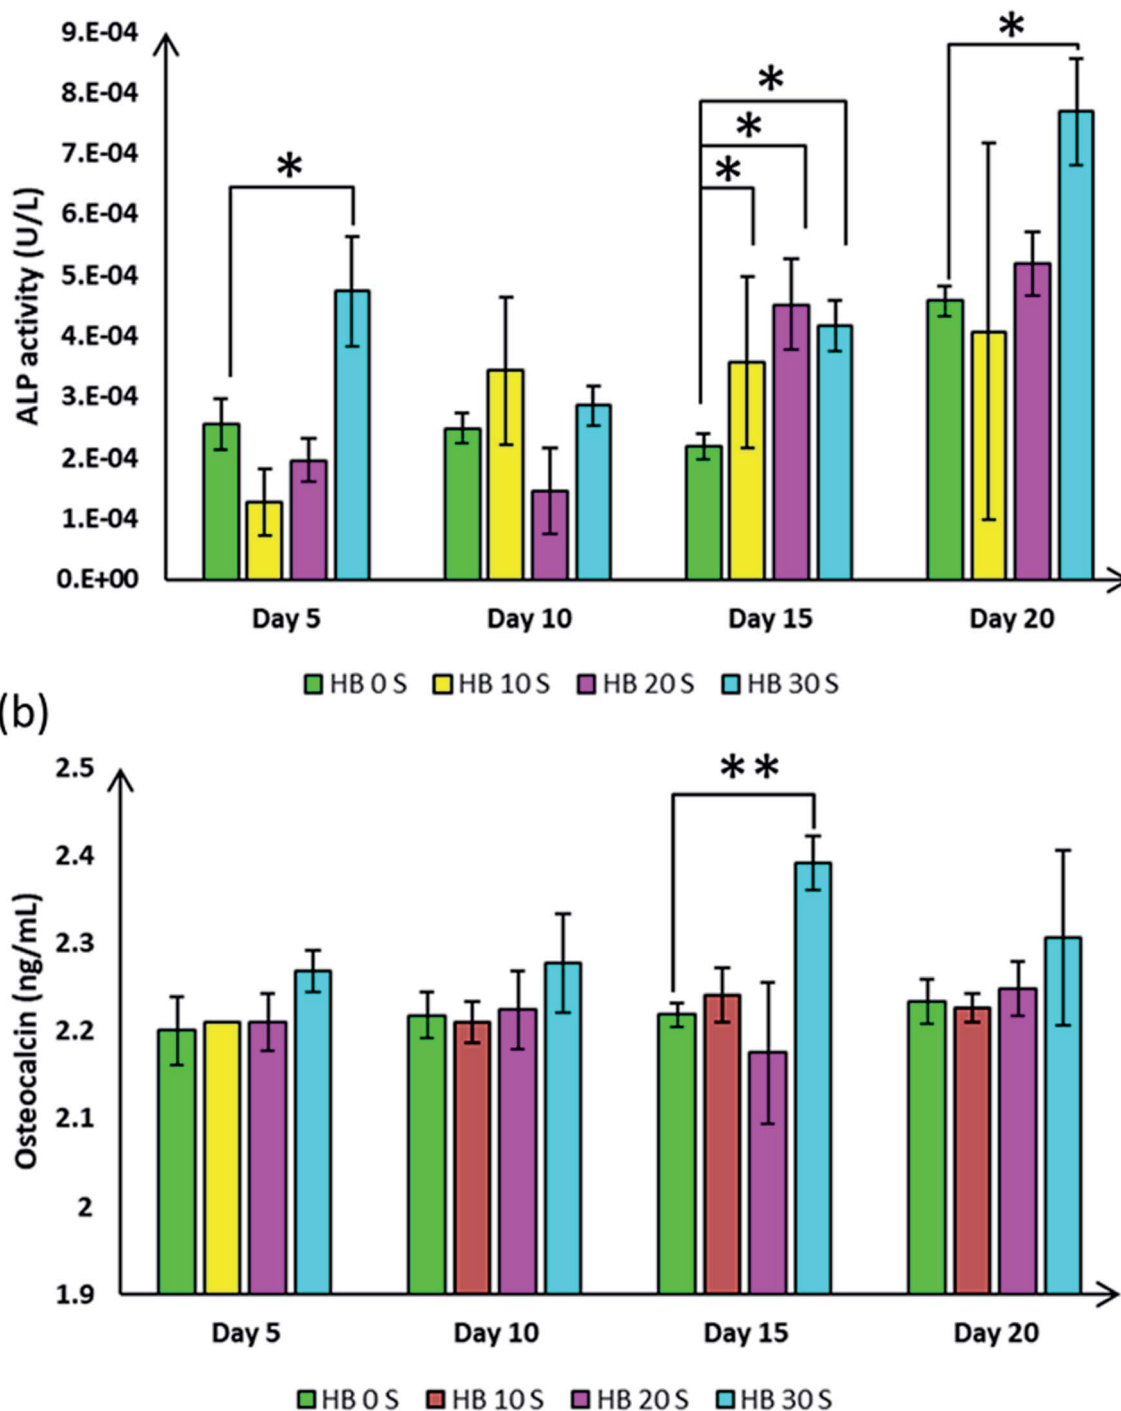 9.E-04
8.E-04
7.E-04
6.E-04
5.E-04
4.E-04
3.E-04
2.E-04
1.E-04
0.E+00
ALP activity (U/L)
*
*
*
*
*
Day 5 Day 10 Day 15 Day 20
HB 0 S HB 10 S HB 20 S HB 30 S
(b)
2.5
2.4
2.3
2.2
2.1
2
1.9
Osteocalcin (ng/mL)
**
Day 5 Day 10 Day 15 Day 20
HB 0 S HB 10 S HB 20 S HB 30 S